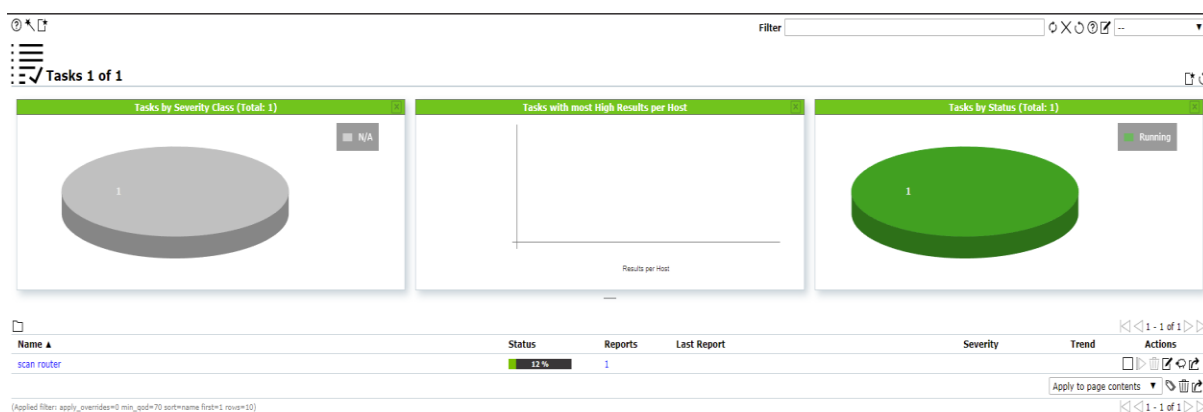 Filter
--
Tasks 1 of 1
Tasks by Severity Class (Total: 1)
N/A
1
Tasks with most High Results per Host
Results per Host
Tasks by Status (Total: 1)
Running
1
1 - 1 of 1
Name Status Reports Last Report Severity Trend Actions
scan router 12 % 1
Apply to page contents
(Applied filter: apply_overrides=0 min_qod=70 sort=name first=1 rows=10) 1 - 1 of 1